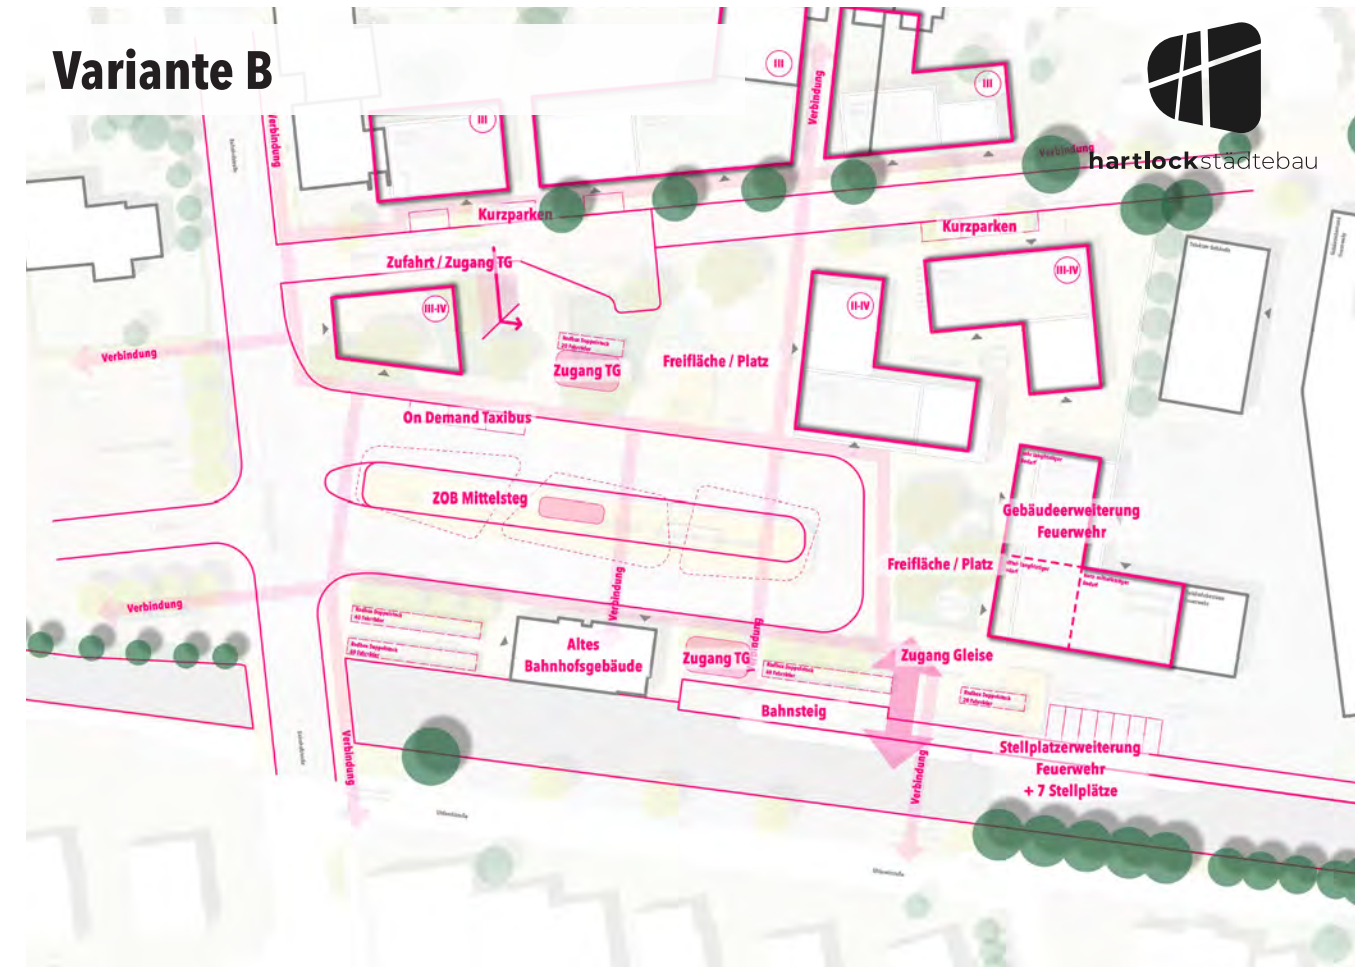 Variante B
hartlockstädtebau
III
III
III
Verbindung
Verbindung
Verbindung
Kurzparken
Kurzparken
Zufahrt / Zugang TG
III-IV
III-IV
II-IV
Verbindung
Zugang TG
Freifläche / Platz
On Demand Taxibus
ZOB Mittelsteg
Gebäudeerweiterung
Feuerwehr
Freifläche / Platz
Verbindung
Verbindung
Verbindung
Altes
Bahnhofsgebäude
Zugang TG
Zugang Gleise
Bahnsteig
Verbindung
Verbindung
Stellplatzerweiterung
Feuerwehr
+ 7 Stellplätze